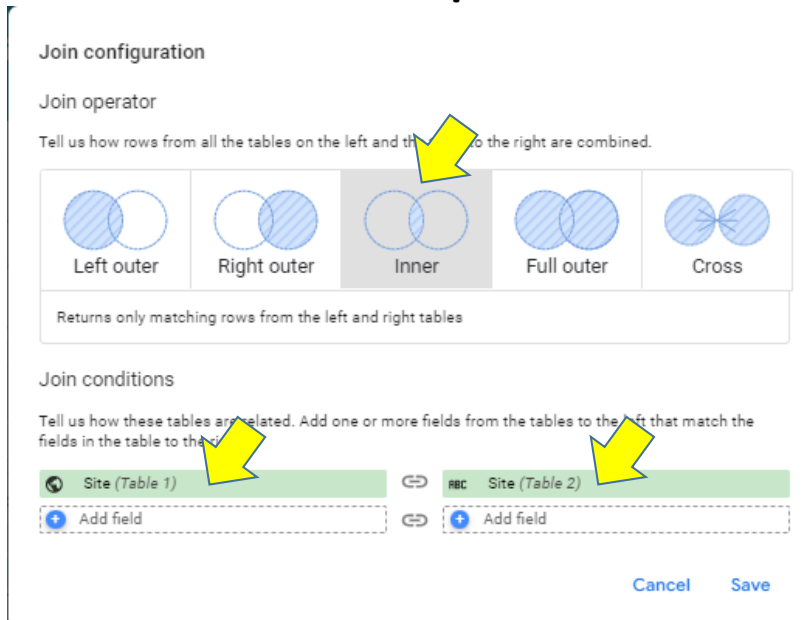 Join configuration
Join operator
Tell us how rows from all the tables on the left and the to the right are combined.
Left outer Right outer Inner Full outer Cross
Returns only matching rows from the left and right tables
Join conditions
Tell us how these tables are related. Add one or more fields from the tables to the left that match the
fields in the table to the
Site (Table 1) ABC Site (Table 2)
Add field Add field
Cancel Save